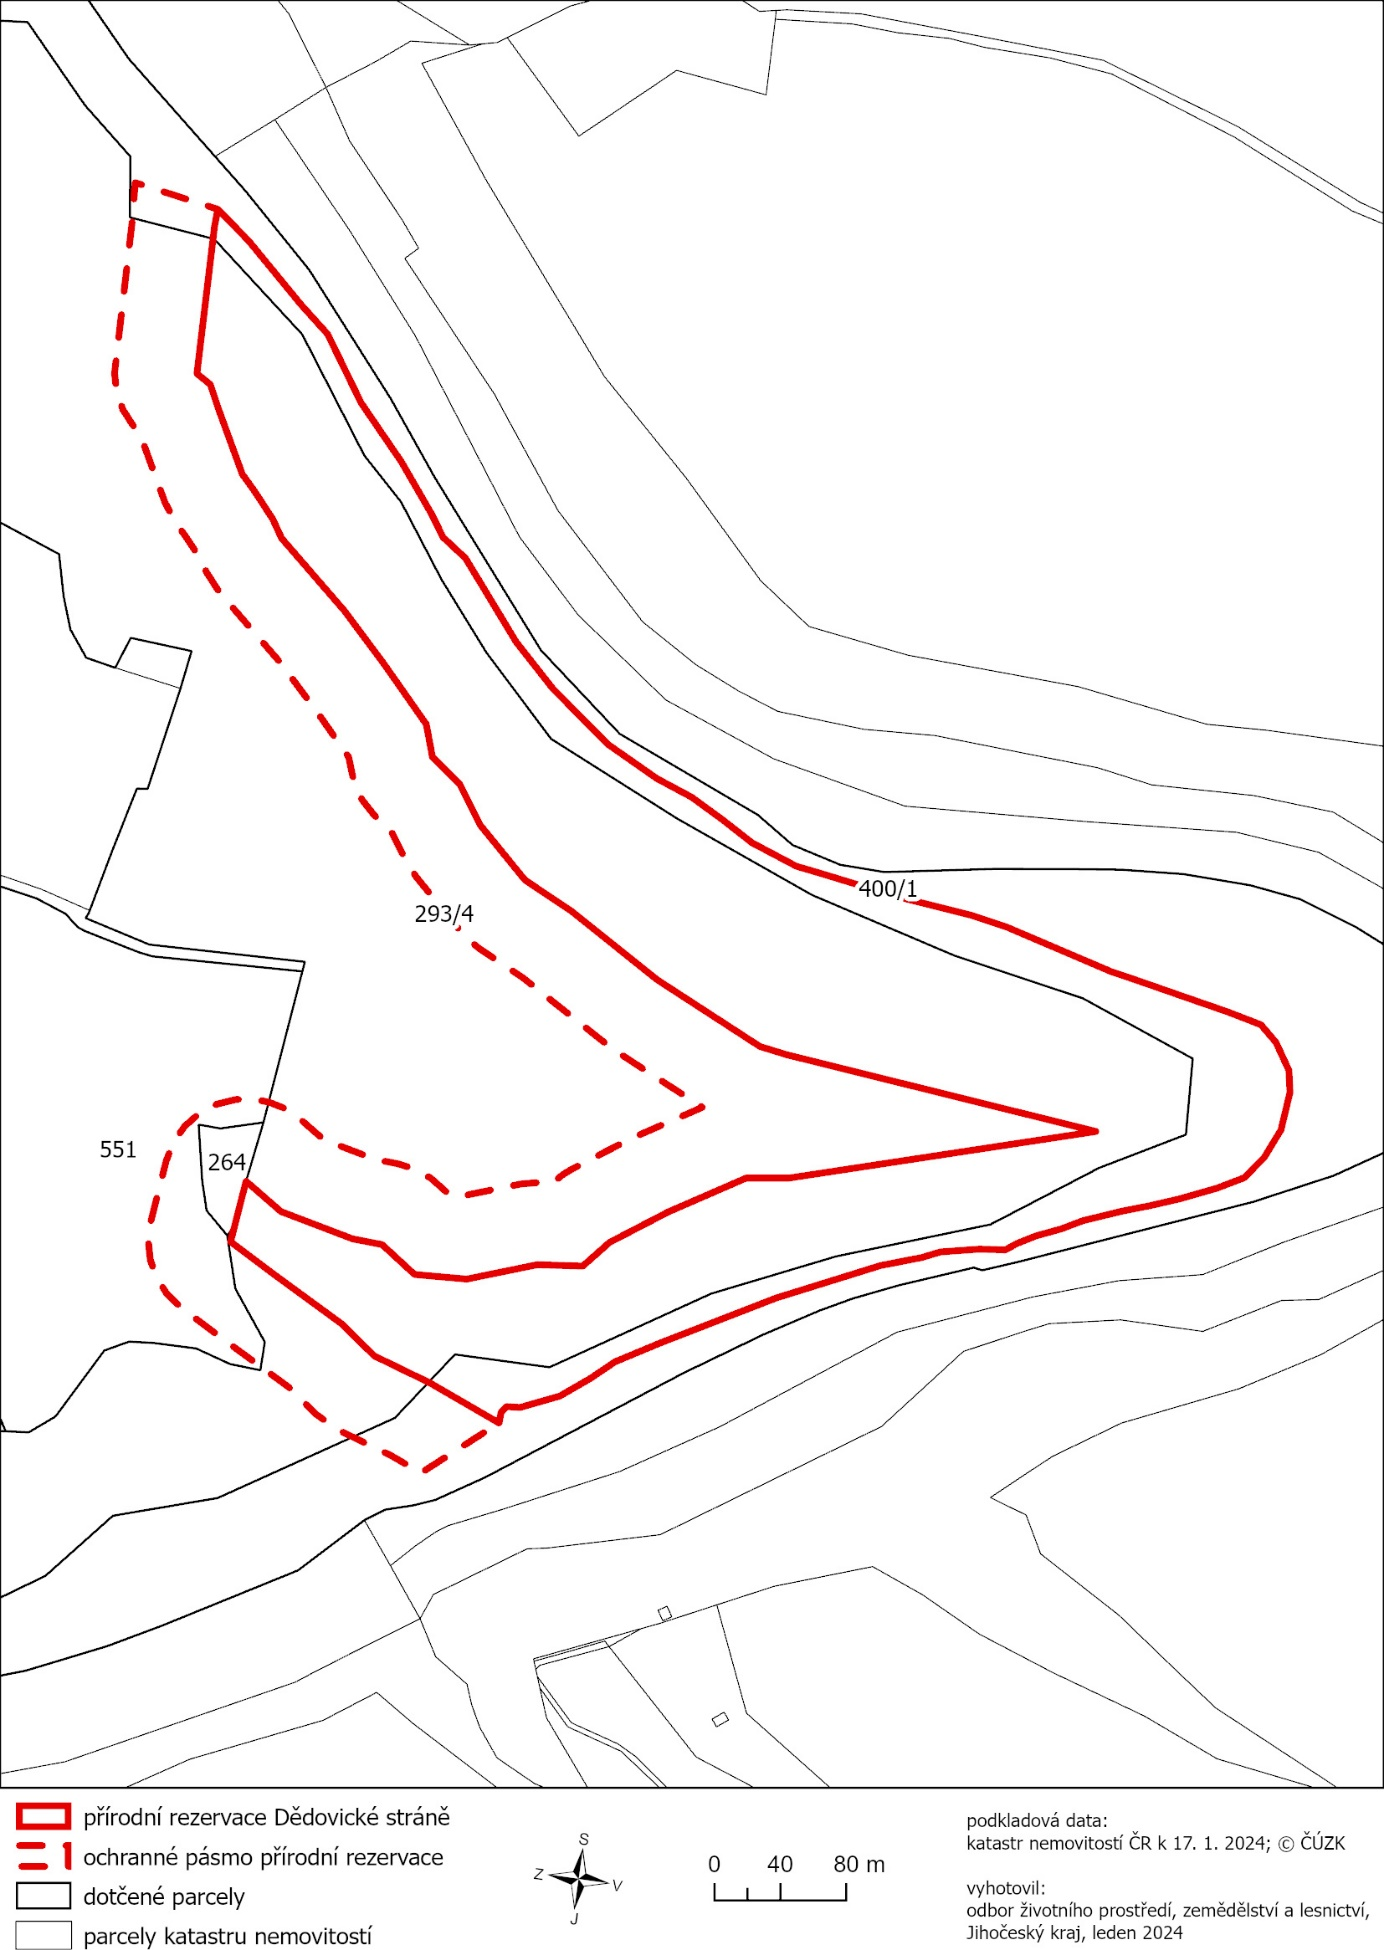 400/1
293/4
551
264
přírodní rezervace Dědovické stráně
ochranné pásmo přírodní rezervace
dotčené parcely
parcely katastru nemovitostí
S
Z
V
J
0 40 80 m
podkladová data:
katastr nemovitostí ČR k 17. 1. 2024; © ČÚZK
vyhotovil:
odbor životního prostředí, zemědělství a lesnictví,
Jihočeský kraj, leden 2024